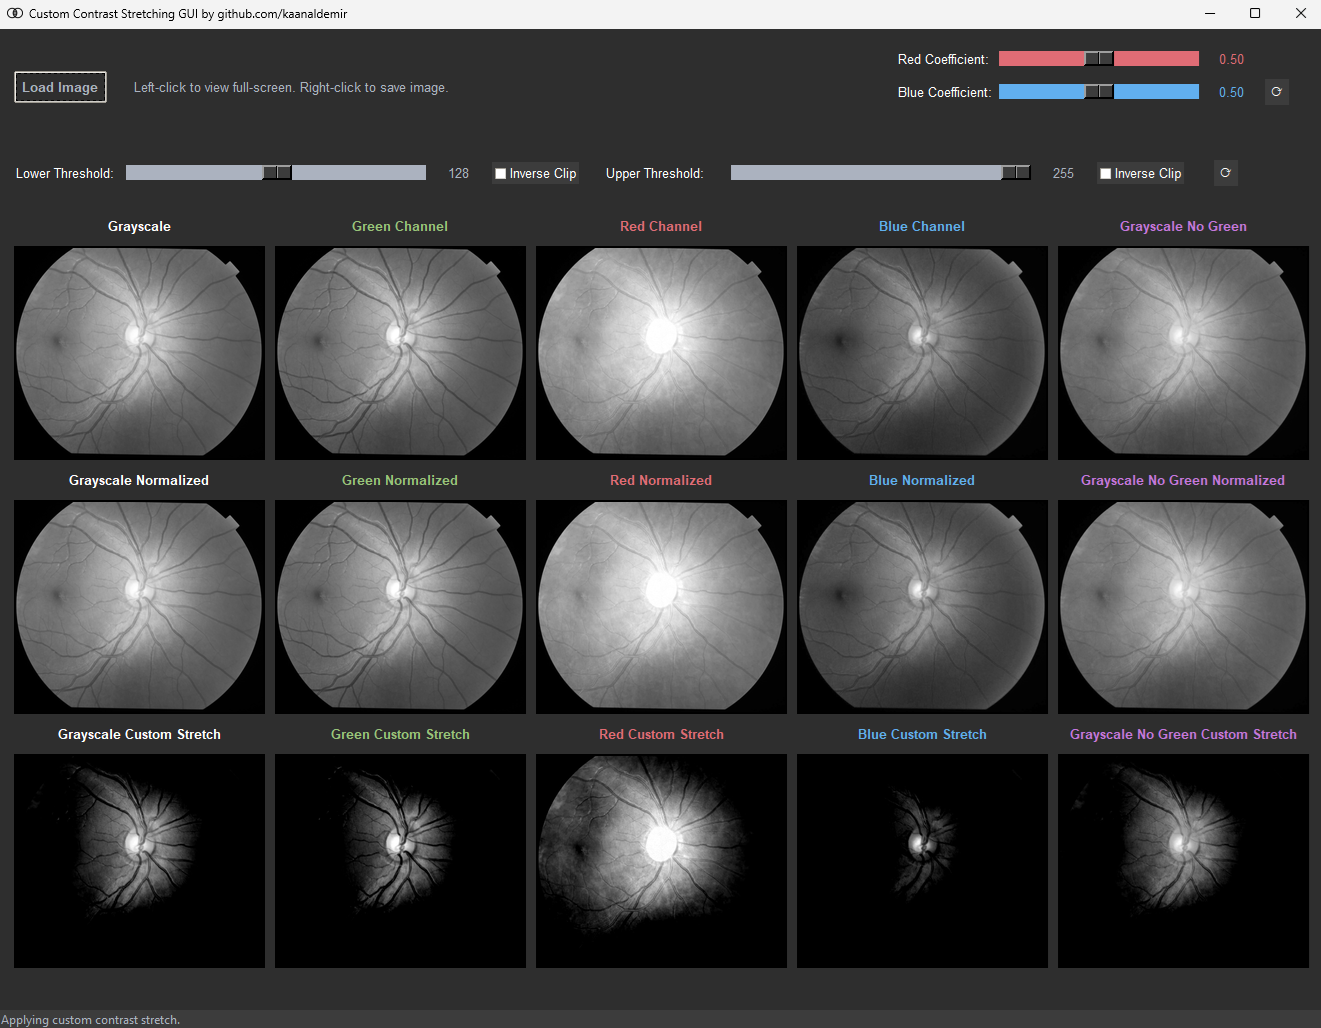 Custom Contrast Stretching GUI by github.com/kaanaldemir
Load Image
Left-click to view full-screen. Right-click to save image.
Red Coefficient: 0.50
Blue Coefficient: 0.50 ⟳
Lower Threshold: 128 Inverse Clip Upper Threshold: 255 Inverse Clip ⟳
Grayscale Green Channel Red Channel Blue Channel Grayscale No Green
Grayscale Normalized Green Normalized Red Normalized Blue Normalized Grayscale No Green Normalized
Grayscale Custom Stretch Green Custom Stretch Red Custom Stretch Blue Custom Stretch Grayscale No Green Custom Stretch
Applying custom contrast stretch.